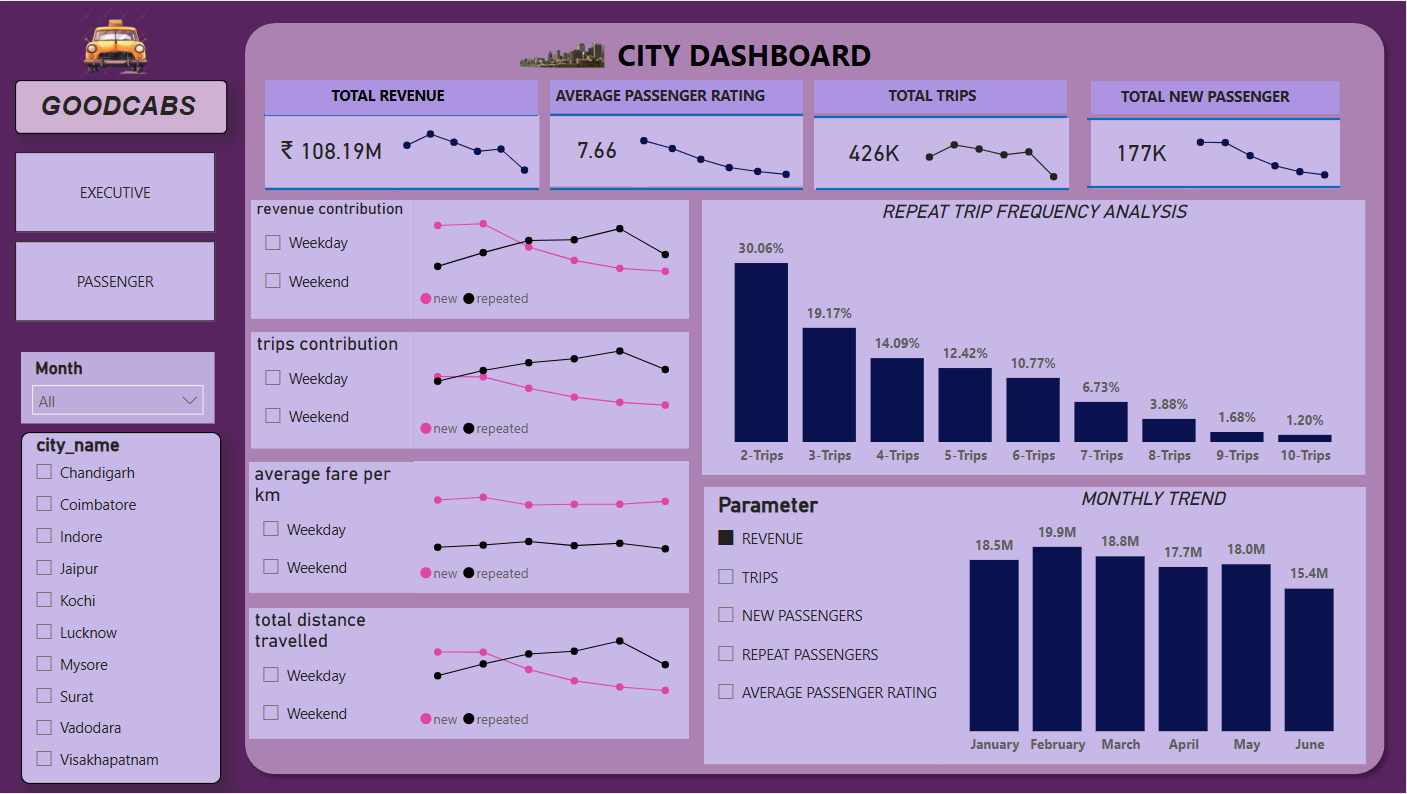 GOODCABS
EXECUTIVE
PASSENGER
Month
All
city_name
Chandigarh
Coimbatore
Indore
Jaipur
Kochi
Lucknow
Mysore
Surat
Vadodara
Visakhapatnam
CITY DASHBOARD
TOTAL REVENUE
₹ 108.19M
AVERAGE PASSENGER RATING
7.66
TOTAL TRIPS
426K
TOTAL NEW PASSENGER
177K
revenue contribution
Weekday
Weekend
new repeated
trips contribution
Weekday
Weekend
new repeated
average fare per
km
Weekday
Weekend
new repeated
total distance
travelled
Weekday
Weekend
new repeated
REPEAT TRIP FREQUENCY ANALYSIS
30.06%
19.17%
14.09%
12.42%
10.77%
6.73%
3.88%
1.68%
1.20%
2-Trips 3-Trips 4-Trips 5-Trips 6-Trips 7-Trips 8-Trips 9-Trips 10-Trips
Parameter
REVENUE
TRIPS
NEW PASSENGERS
REPEAT PASSENGERS
AVERAGE PASSENGER RATING
MONTHLY TREND
18.5M
19.9M
18.8M
17.7M
18.0M
15.4M
January February March April May June